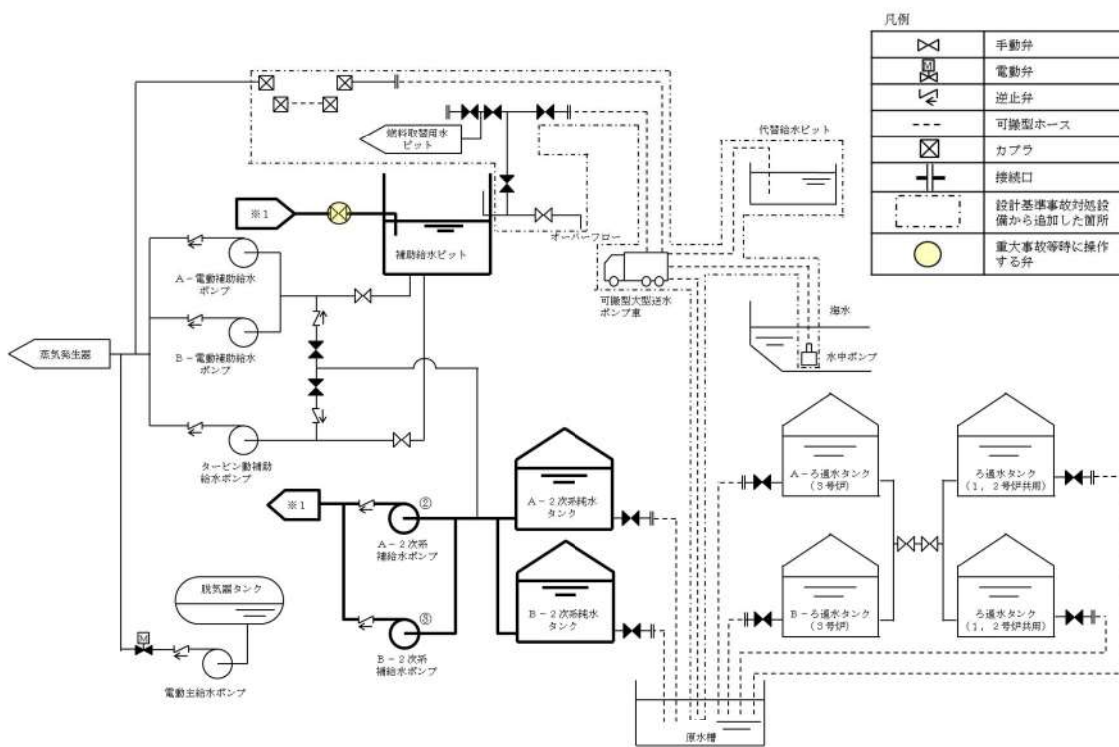 凡例
手動弁
M
電動弁
逆止弁
可搬型ホース
カプラ
接続口
設計基準事故対処設
備から追加した箇所
重大事故等時に操作
する弁
燃料取替用水
ピット
代替給水ピット
※1
オーバーフロー
補助給水ピット
A-電動補助給水
ポンプ
可搬型大型送水
ポンプ車
海水
B-電動補助給水
ポンプ
蒸気発生器
水中ポンプ
タービン動補助
給水ポンプ
A-ろ過水タンク
(3号炉)
ろ過水タンク
(1,2号炉共用)
※1
②
A-2次系純水
タンク
A-2次系
補給水ポンプ
脱気器タンク
B-2次系純水
タンク
B-ろ過水タンク
(3号炉)
ろ過水タンク
(1,2号炉共用)
③
M
B-2次系
補給水ポンプ
電動主給水ポンプ
原水槽